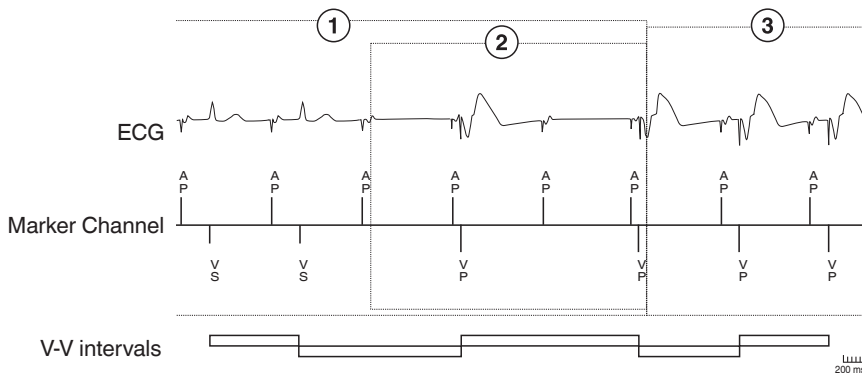 1
2
3
ECG
A P A P A P A P A P A P A P A P
Marker Channel
V S V S V P V P V P V P
V-V intervals
200 ms